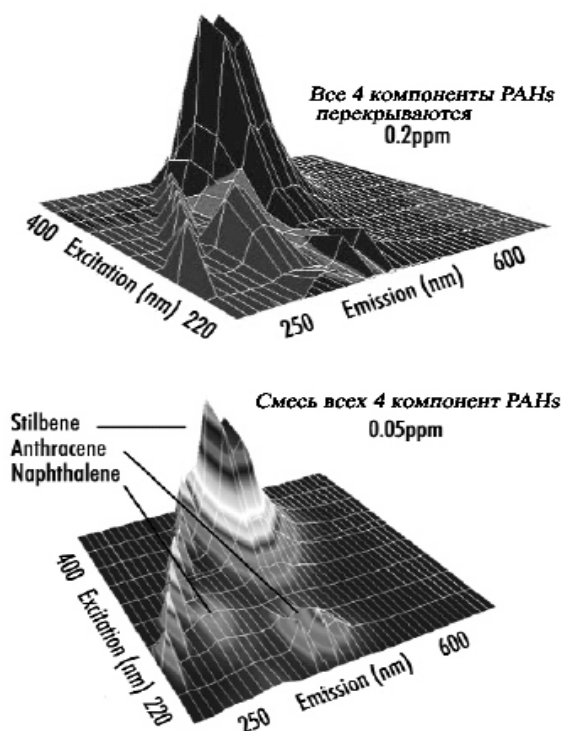 Все 4 компоненты PAHs
перекрываются
0.2ppm
400 Excitation (nm) 220
250 Emission (nm) 600
Смесь всех 4 компонент PAHs
0.05ppm
Stilbene
Anthracene
Naphthalene
400 Excitation (nm) 220
250 Emission (nm) 600